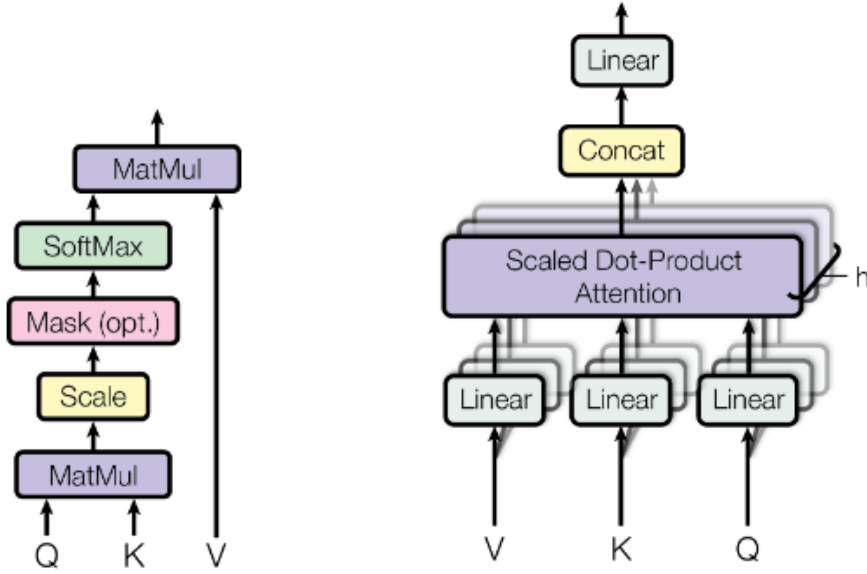 MatMul
SoftMax
Mask (opt.)
Scale
MatMul
Q K V
Linear
Concat
Scaled Dot-Product
Attention
h
Linear Linear Linear
V K Q